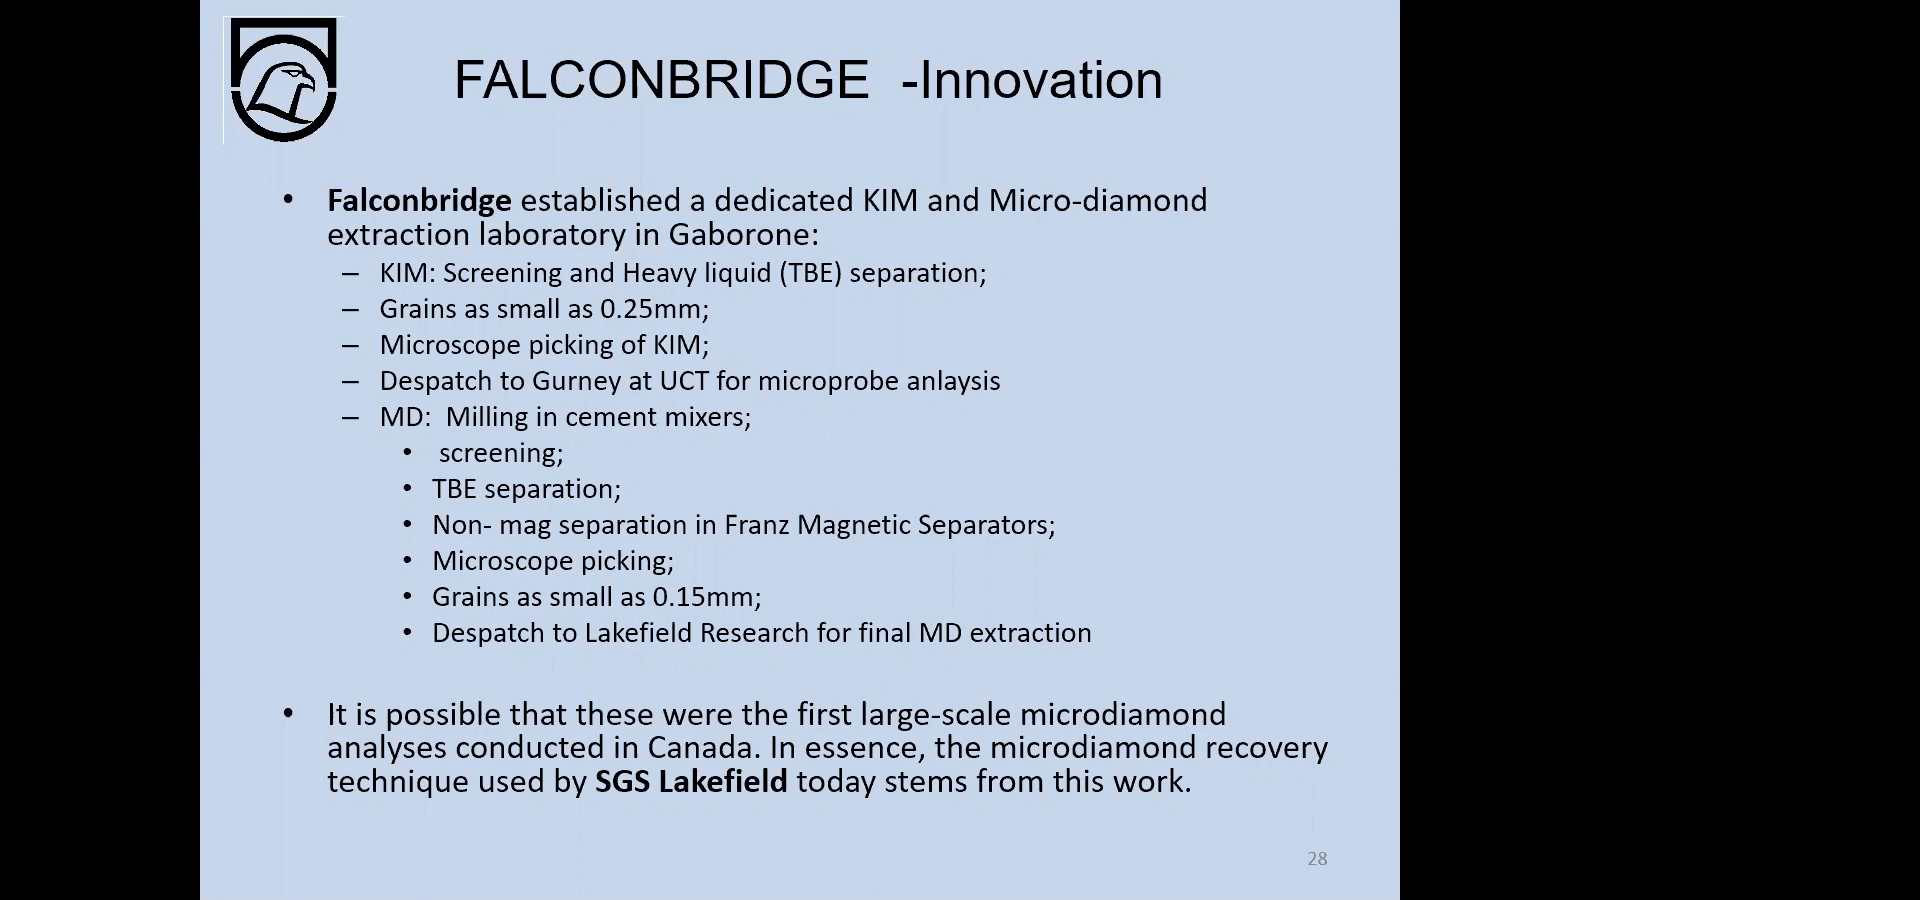 FALCONBRIDGE -Innovation
• Falconbridge established a dedicated KIM and Micro-diamond
extraction laboratory in Gaborone:
– KIM: Screening and Heavy liquid (TBE) separation;
– Grains as small as 0.25mm;
– Microscope picking of KIM;
– Despatch to Gurney at UCT for microprobe anlaysis
– MD: Milling in cement mixers;
• screening;
• TBE separation;
• Non- mag separation in Franz Magnetic Separators;
• Microscope picking;
• Grains as small as 0.15mm;
• Despatch to Lakefield Research for final MD extraction
• It is possible that these were the first large-scale microdiamond
analyses conducted in Canada. In essence, the microdiamond recovery
technique used by SGS Lakefield today stems from this work.
28